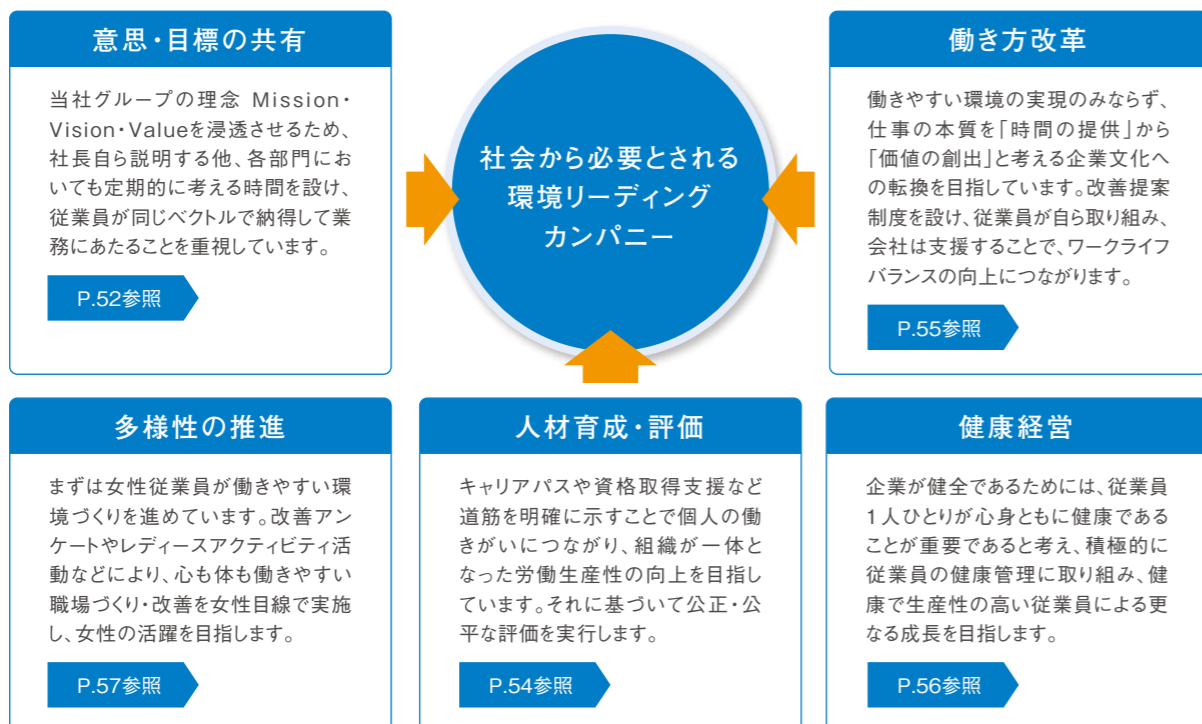 意思・目標の共有
当社グループの理念 Mission・
Vision・Valueを浸透させるため、
社長自ら説明する他、各部門にお
いても定期的に考える時間を設け、
従業員が同じベクトルで納得して業
務にあたることを重視しています。
P.52参照
社会から必要とされる
環境リーディング
カンパニー
働き方改革
働きやすい環境の実現のみならず、
仕事の本質を「時間の提供」から
「価値の創出」と考える企業文化へ
の転換を目指しています。改善提案
制度を設け、従業員が自ら取り組み、
会社は支援することで、ワークライフ
バランスの向上につながります。
P.55参照
多様性の推進
まずは女性従業員が働きやすい環
境づくりを進めています。改善アン
ケートやレディースアクティビティ活
動などにより、心も体も働きやすい
職場づくり・改善を女性目線で実施
し、女性の活躍を目指します。
P.57参照
人材育成・評価
キャリアパスや資格取得支援など
道筋を明確に示すことで個人の働
きがいにつながり、組織が一体と
なった労働生産性の向上を目指し
ています。それに基づいて公正・公
平な評価を実行します。
P.54参照
健康経営
企業が健全であるためには、従業員
1人ひとりが心身ともに健康である
ことが重要であると考え、積極的に
従業員の健康管理に取り組み、健
康で生産性の高い従業員による更
なる成長を目指します。
P.56参照